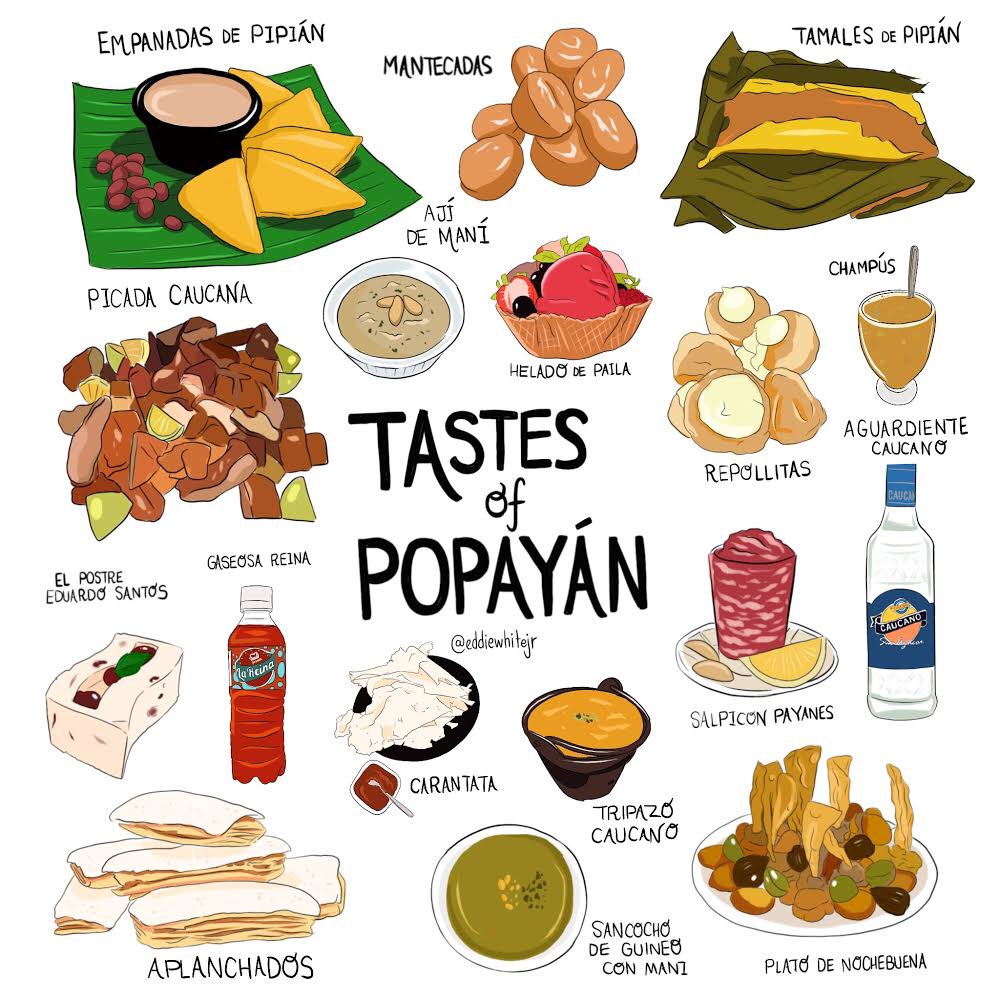 EMPANADAS DE PIPIÁN
MANTECADAS
TAMALES DE PIPIÁN
AJÍ
DE MANÍ
PICADA CAUCANA
HELADO DE PAILA
CHAMPÚS
REPOLLITAS
AGUARDIENTE
CAUCANO
CAUCAN
CAUCANO
TASTES
of
POPAYÁN
@eddiewhitejr
EL POSTRE
EDUARDO SANTOS
GASEOSA REINA
La Reina
SALPICON PAYANES
CARANTATA
TRIPAZO
CAUCANO
APLANCHADOS
SANCOCHO
DE GUINEO
CON MANI
PLATO DE NOCHEBUENA